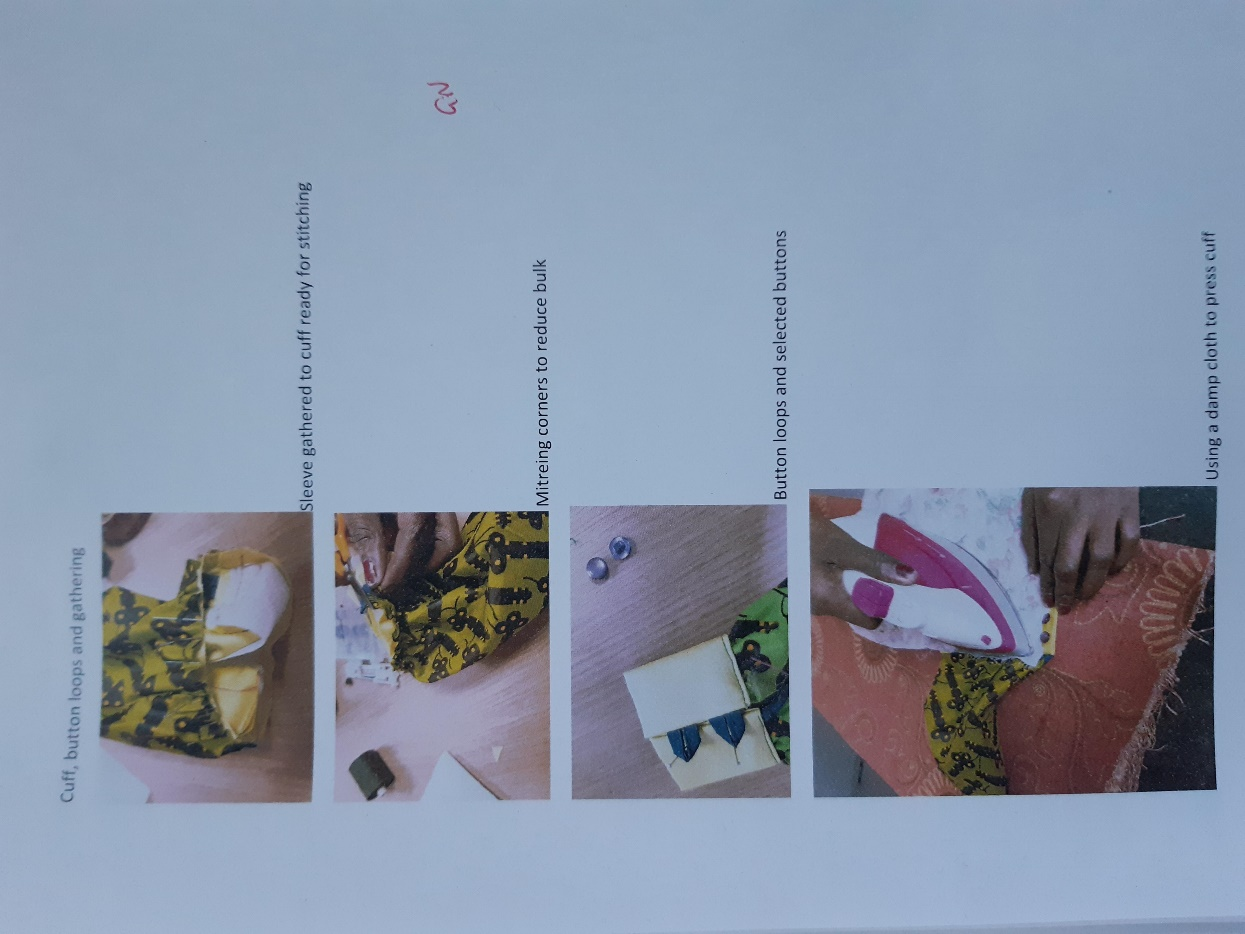 Cuff, button loops and gathering
Sleeve gathered to cuff ready for stitching
Mitreing corners to reduce bulk
Button loops and selected buttons
Using a damp cloth to press cuff